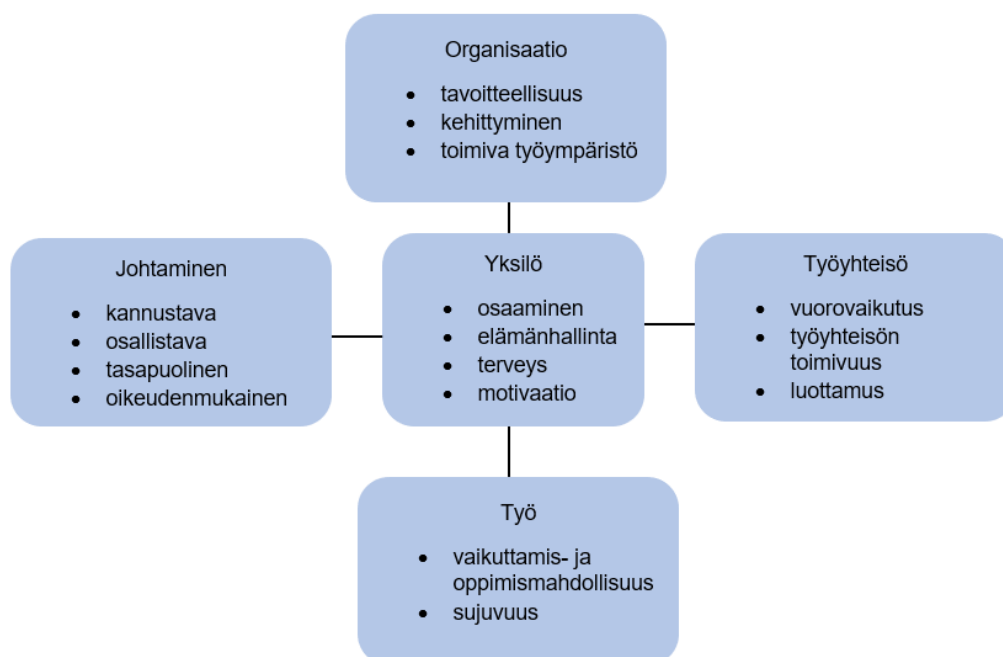 Organisaatio
• tavoitteellisuus
• kehittyminen
• toimiva työympäristö
Johtaminen
• kannustava
• osallistava
• tasapuolinen
• oikeudenmukainen
Yksilö
• osaaminen
• elämänhallinta
• terveys
• motivaatio
Työyhteisö
• vuorovaikutus
• työyhteisön
toimivuus
• luottamus
Työ
• vaikuttamis- ja
oppimismahdollisuus
• sujuvuus